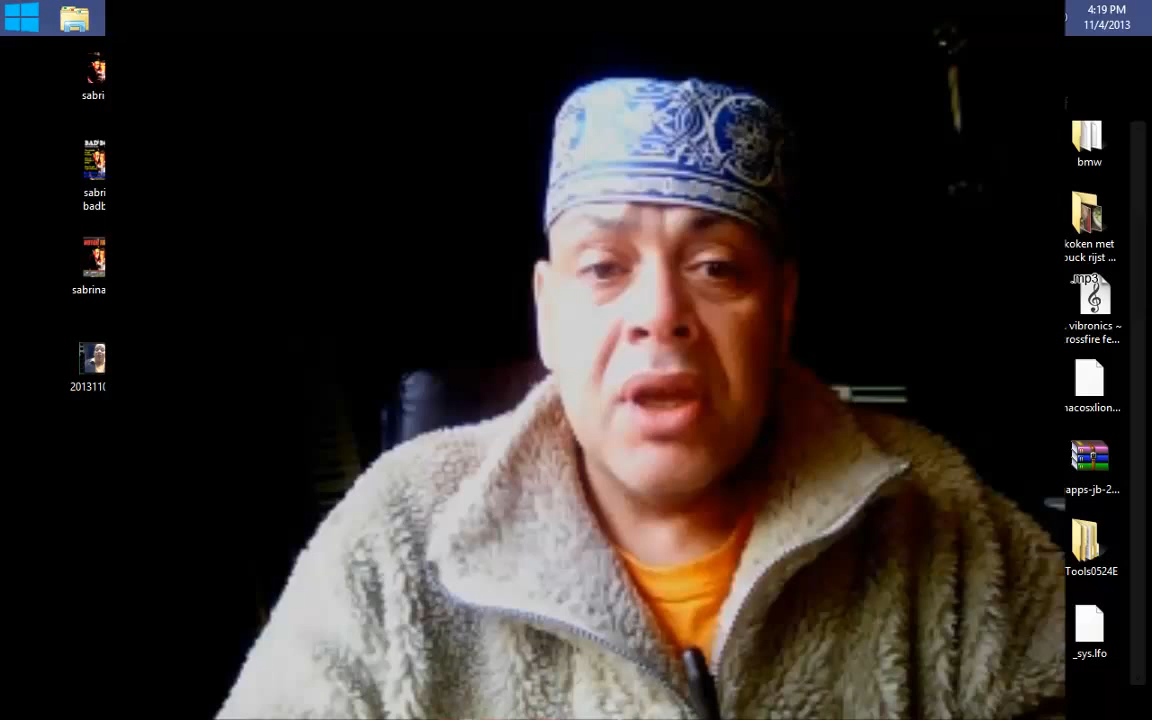 4:19 PM
11/4/2013
sabri
sabri
badb
sabrina
2013110
bmw
koken met
ouck rijst ...
.mp3
. vibronics ~
rossfire fe...
nacosxlion...
apps-jb-2...
Tools0524E
_sys.lfo